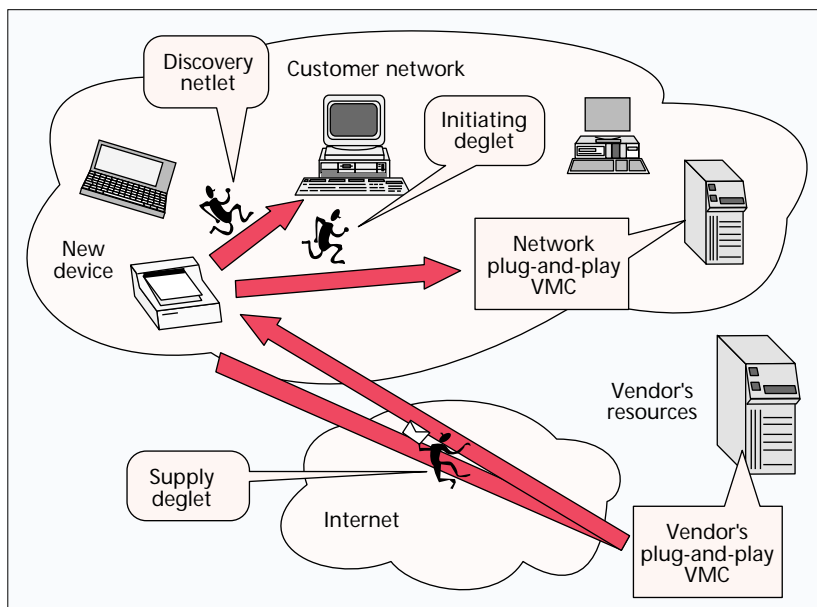 Discovery
netlet
Customer network
Initiating
deglet
New
device
Network
plug-and-play
VMC
Vendor's
resources
Supply
deglet
Internet
Vendor's
plug-and-play
VMC